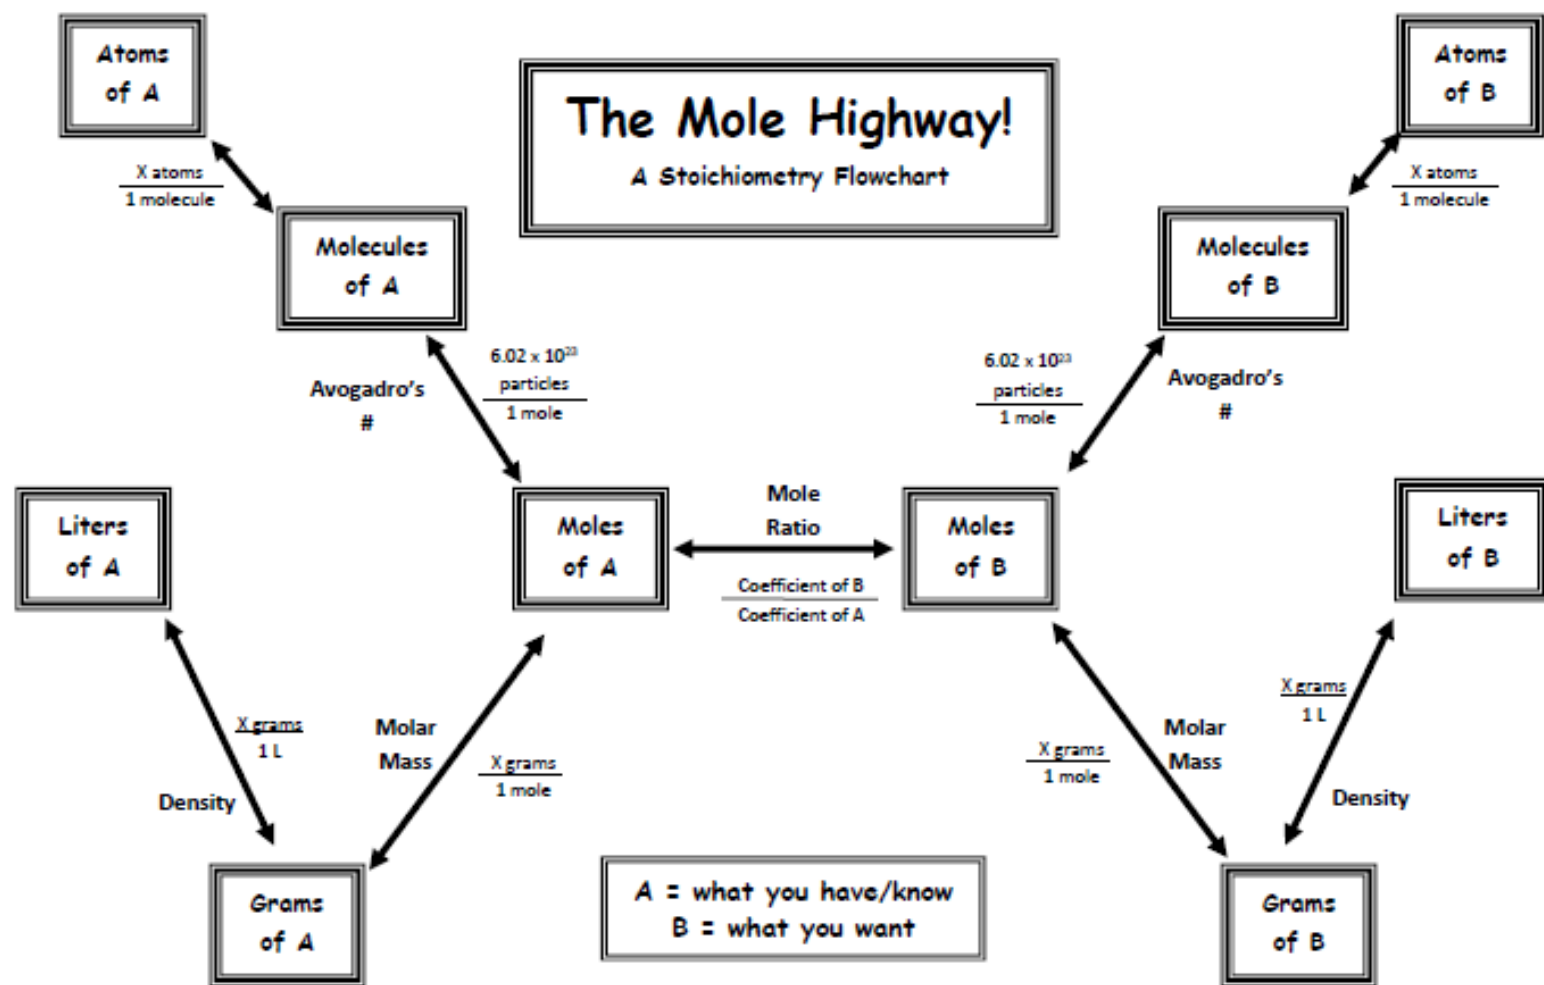 Atoms
of A
The Mole Highway!
A Stoichiometry Flowchart
Atoms
of B
X atoms
1 molecule
X atoms
1 molecule
Molecules
of A
Molecules
of B
Avogadro's
#
6.02 x 10²³
particles
1 mole
6.02 x 10²³
particles
1 mole
Avogadro's
#
Liters
of A
Moles
of A
Mole
Ratio
Coefficient of B
Coefficient of A
Moles
of B
Liters
of B
X grams
1 L
Density
Molar
Mass
X grams
1 mole
X grams
1 mole
Molar
Mass
X grams
1 L
Density
Grams
of A
A = what you have/know
B = what you want
Grams
of B